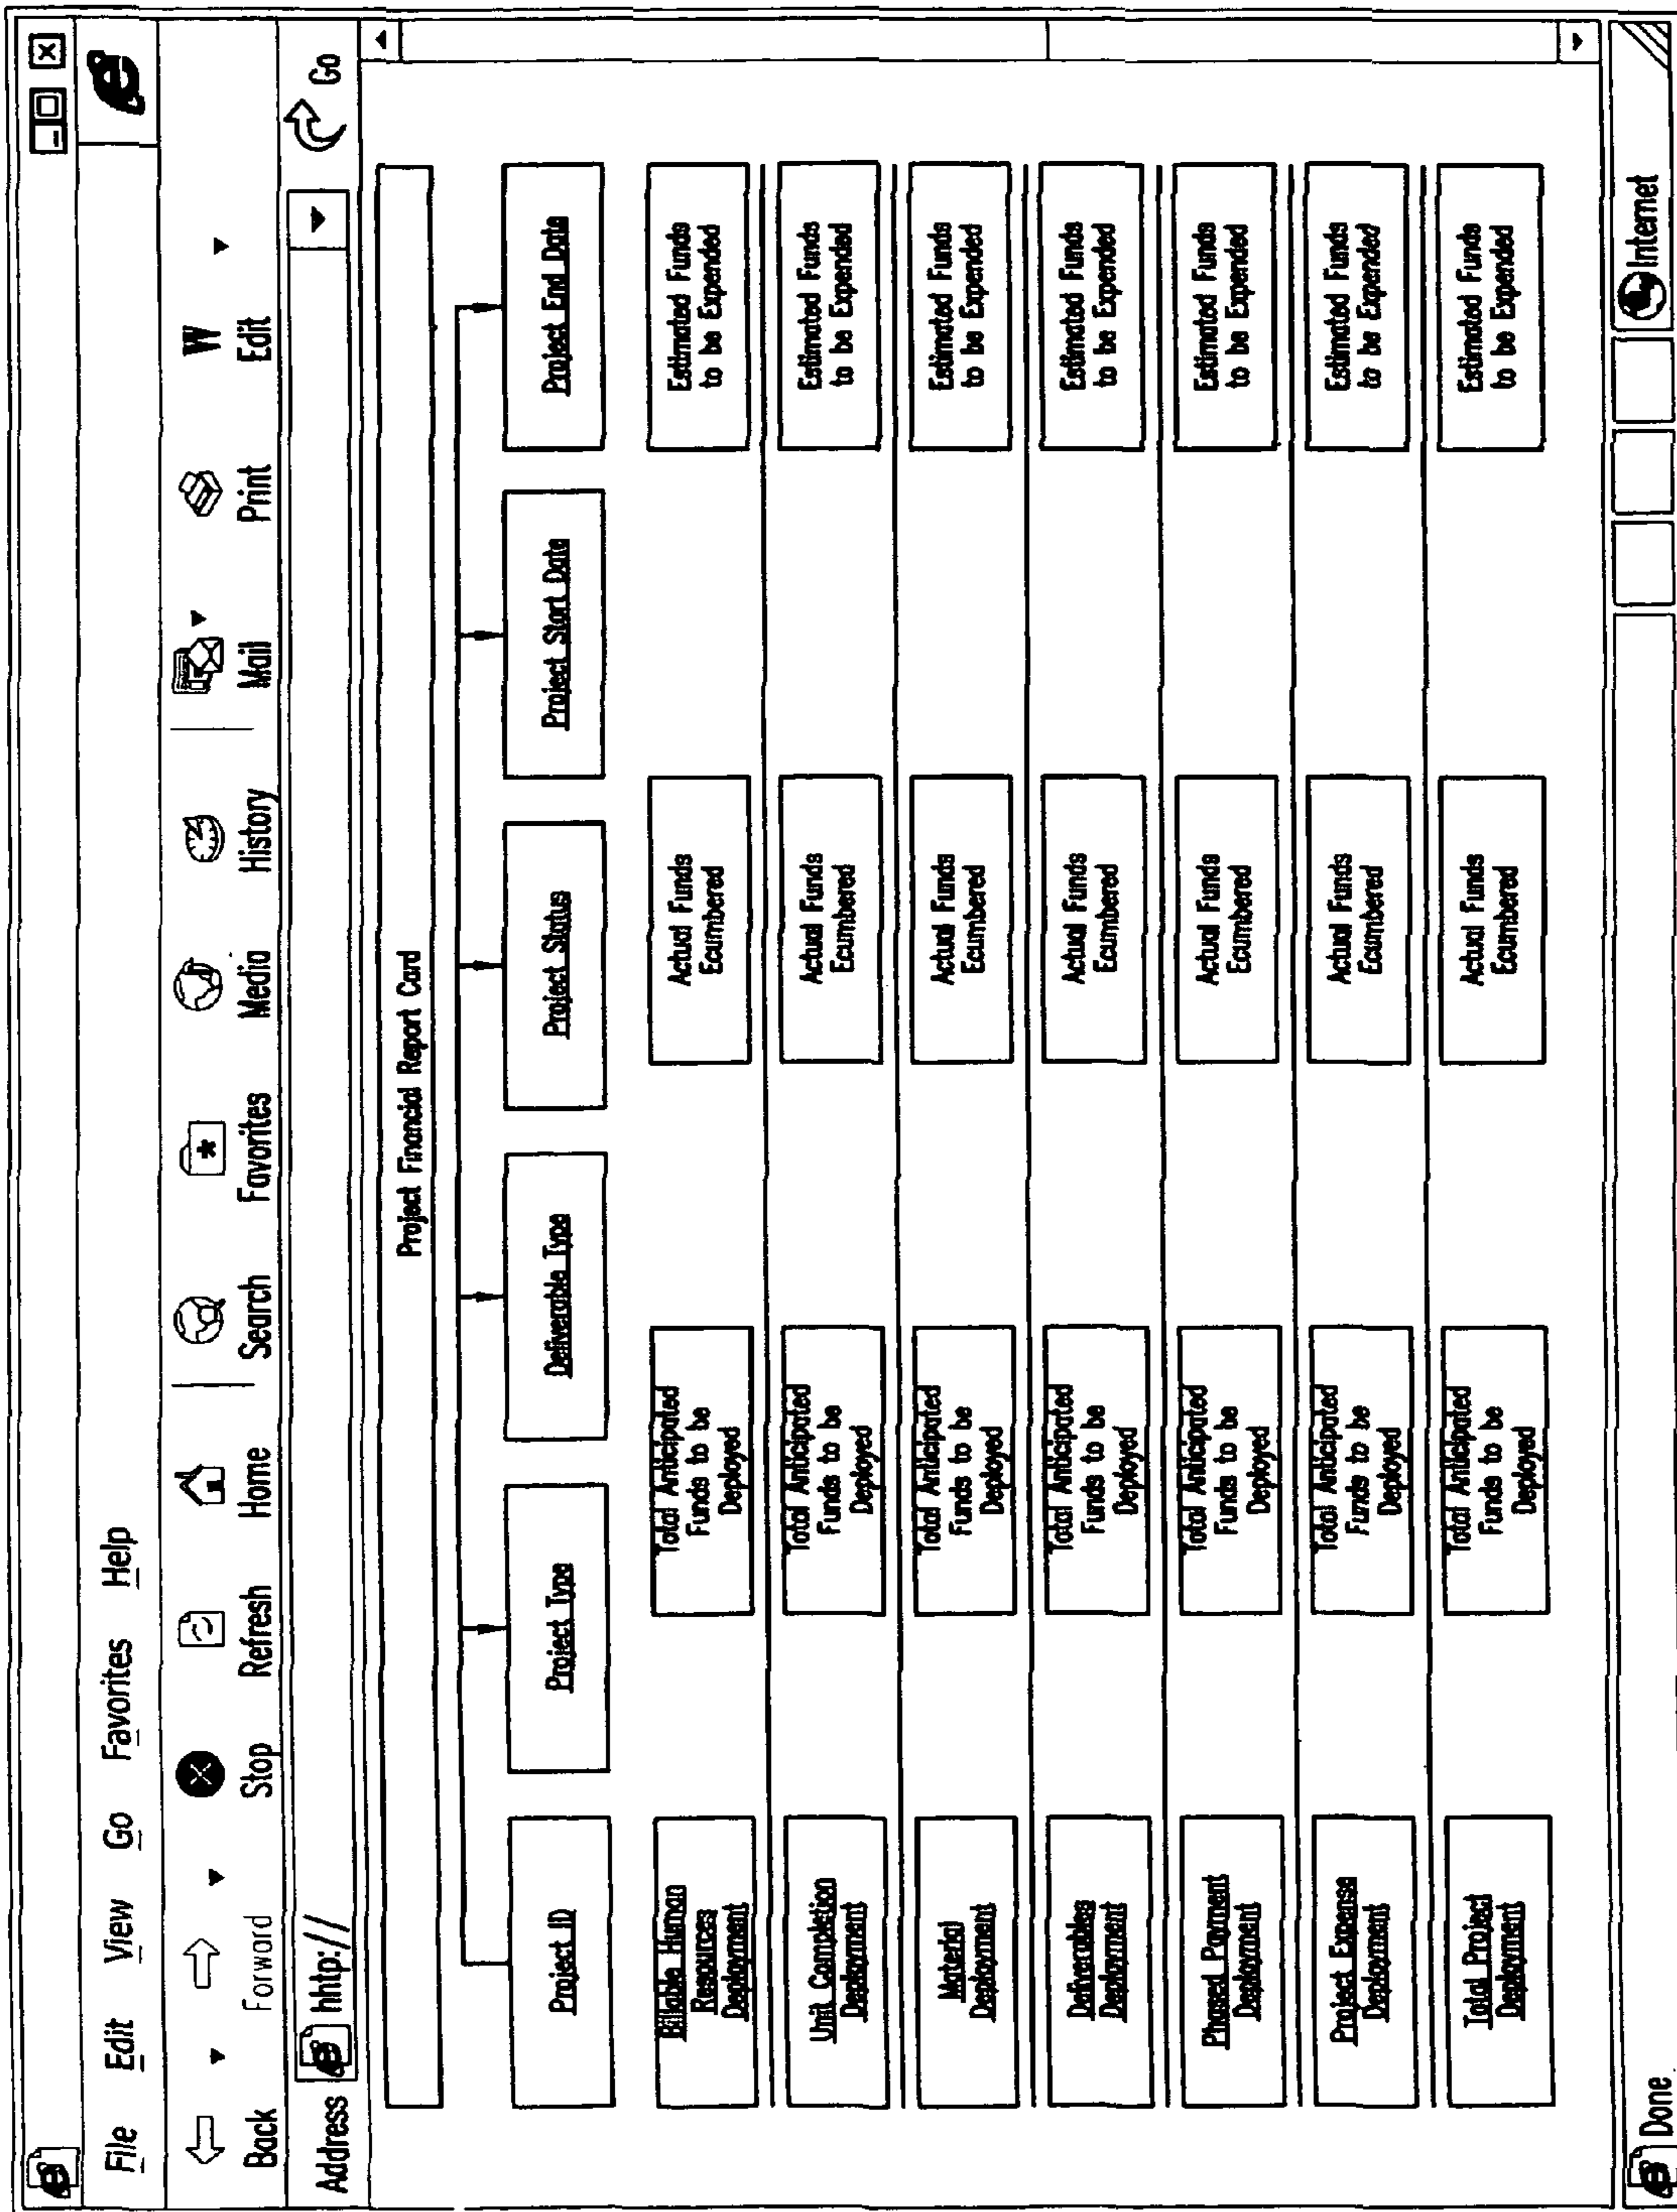 File Edit View Go Favorites Help
Back Forward Stop Refresh Home Search Favorites Media History Mail Print Edit
W
Address hhtp:// Go
Project Financial Report Card
Project ID Project Type Deliverable Type Project Status Project Start Date Project End Date
Billable Human
Resources
Deployment
Total Anticipated
Funds to be
Deployed
Actual Funds
Ecumbered
Estimated Funds
to be Expended
Unit Completion
Deployment
Total Anticipated
Funds to be
Deployed
Actual Funds
Ecumbered
Estimated Funds
to be Expended
Material
Deployment
Total Anticipated
Funds to be
Deployed
Actual Funds
Ecumbered
Estimated Funds
to be Expended
Deliverables
Deployment
Total Anticipated
Funds to be
Deployed
Actual Funds
Ecumbered
Estimated Funds
to be Expended
Phased Payment
Deployment
Total Anticipated
Funds to be
Deployed
Actual Funds
Ecumbered
Estimated Funds
to be Expended
Project Expense
Deployment
Total Anticipated
Funds to be
Deployed
Actual Funds
Ecumbered
Estimated Funds
to be Expended
Total Project
Deployment
Total Anticipated
Funds to be
Deployed
Actual Funds
Ecumbered
Estimated Funds
to be Expended
Done Internet